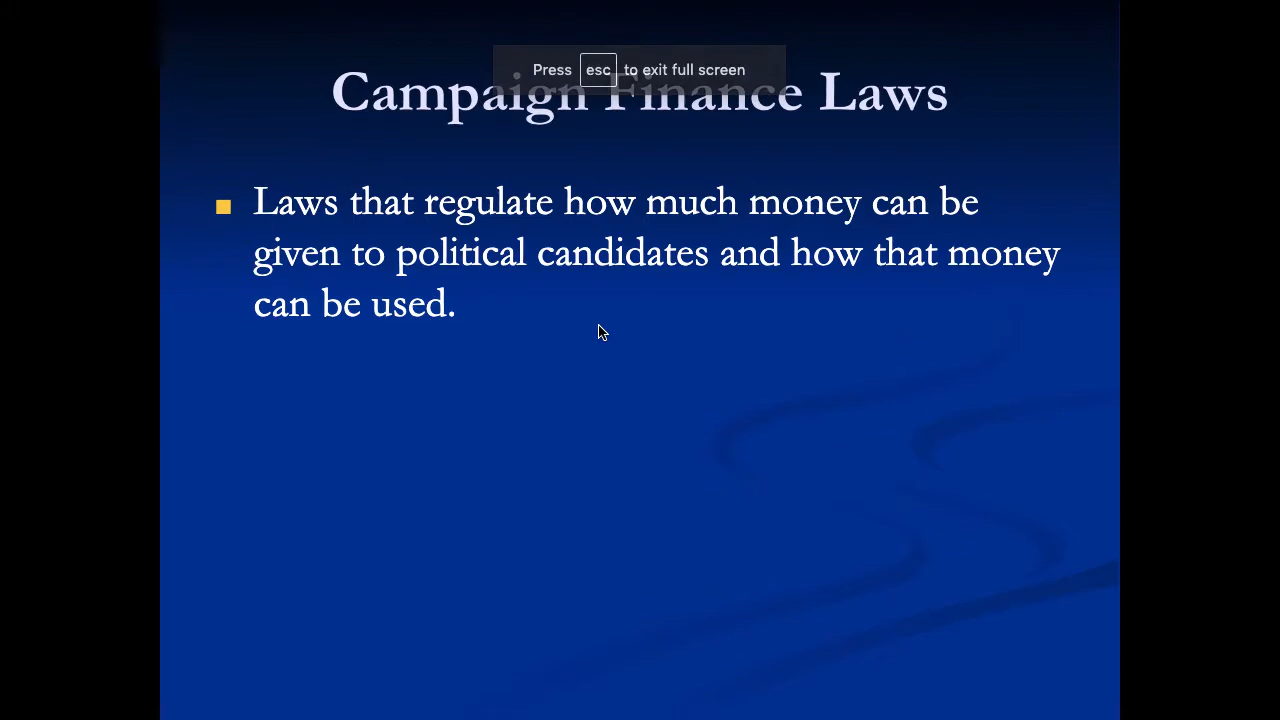 Press esc to exit full screen
Campaign Finance Laws
Laws that regulate how much money can be
given to political candidates and how that money
can be used.